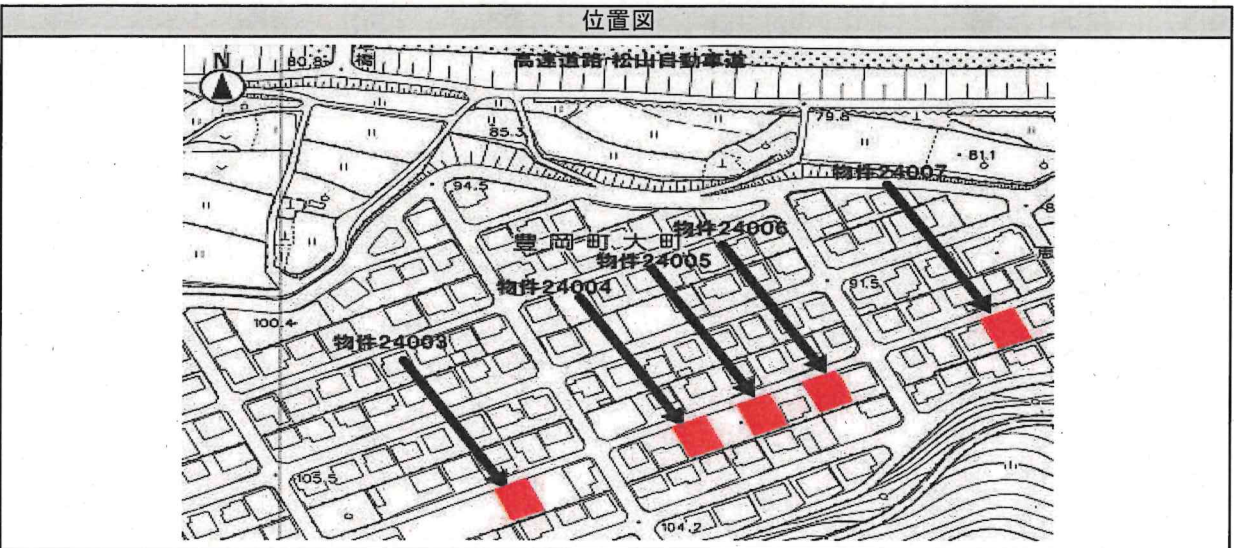 位置図
N
80.8
橋
高速道路 松山自動車道
85.3
79.8
81.1
94.5
物件24007
豊岡町大町
物件24006
物件24005
91.5
物件24004
100.4
物件24003
105.5
104.2